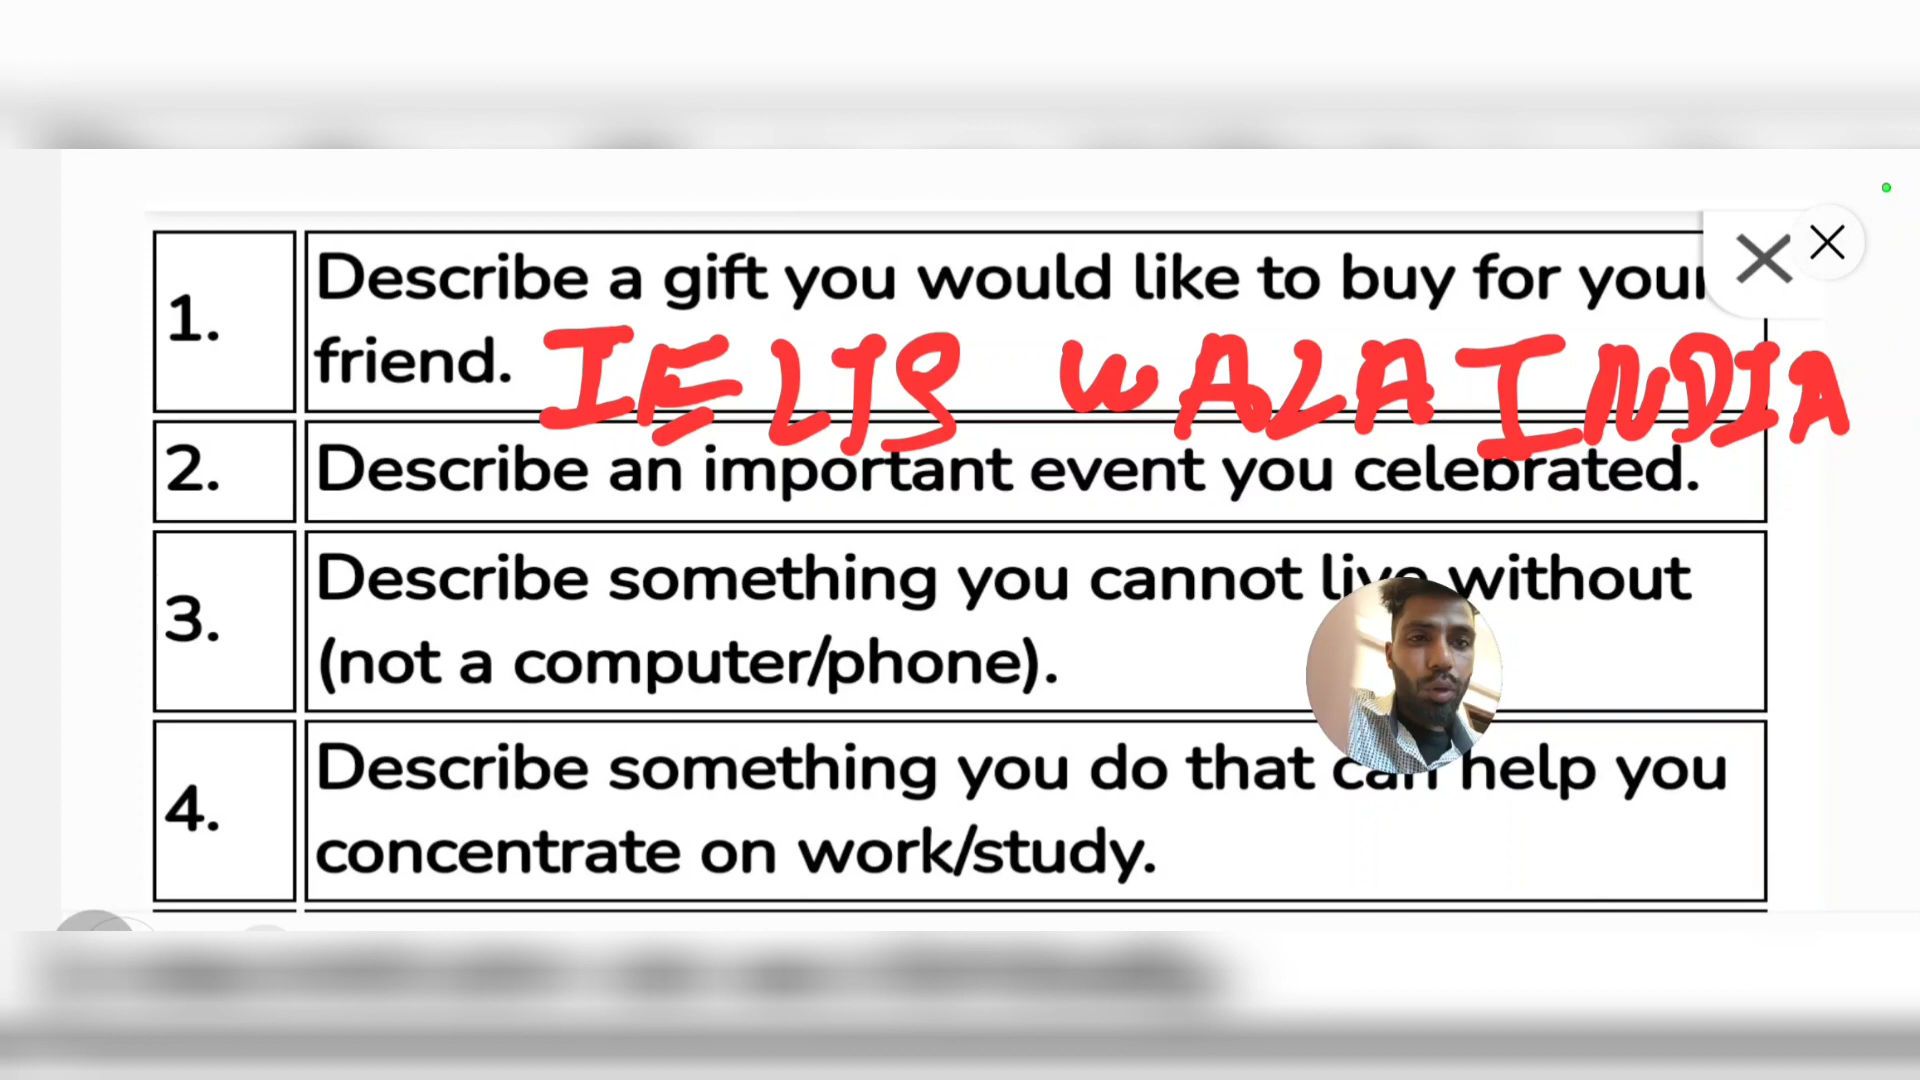 1.
Describe a gift you would like to buy for your
friend.
IELTS WALA INDIA
2.
Describe an important event you celebrated.
3.
Describe something you cannot live without
(not a computer/phone).
4.
Describe something you do that can help you
concentrate on work/study.